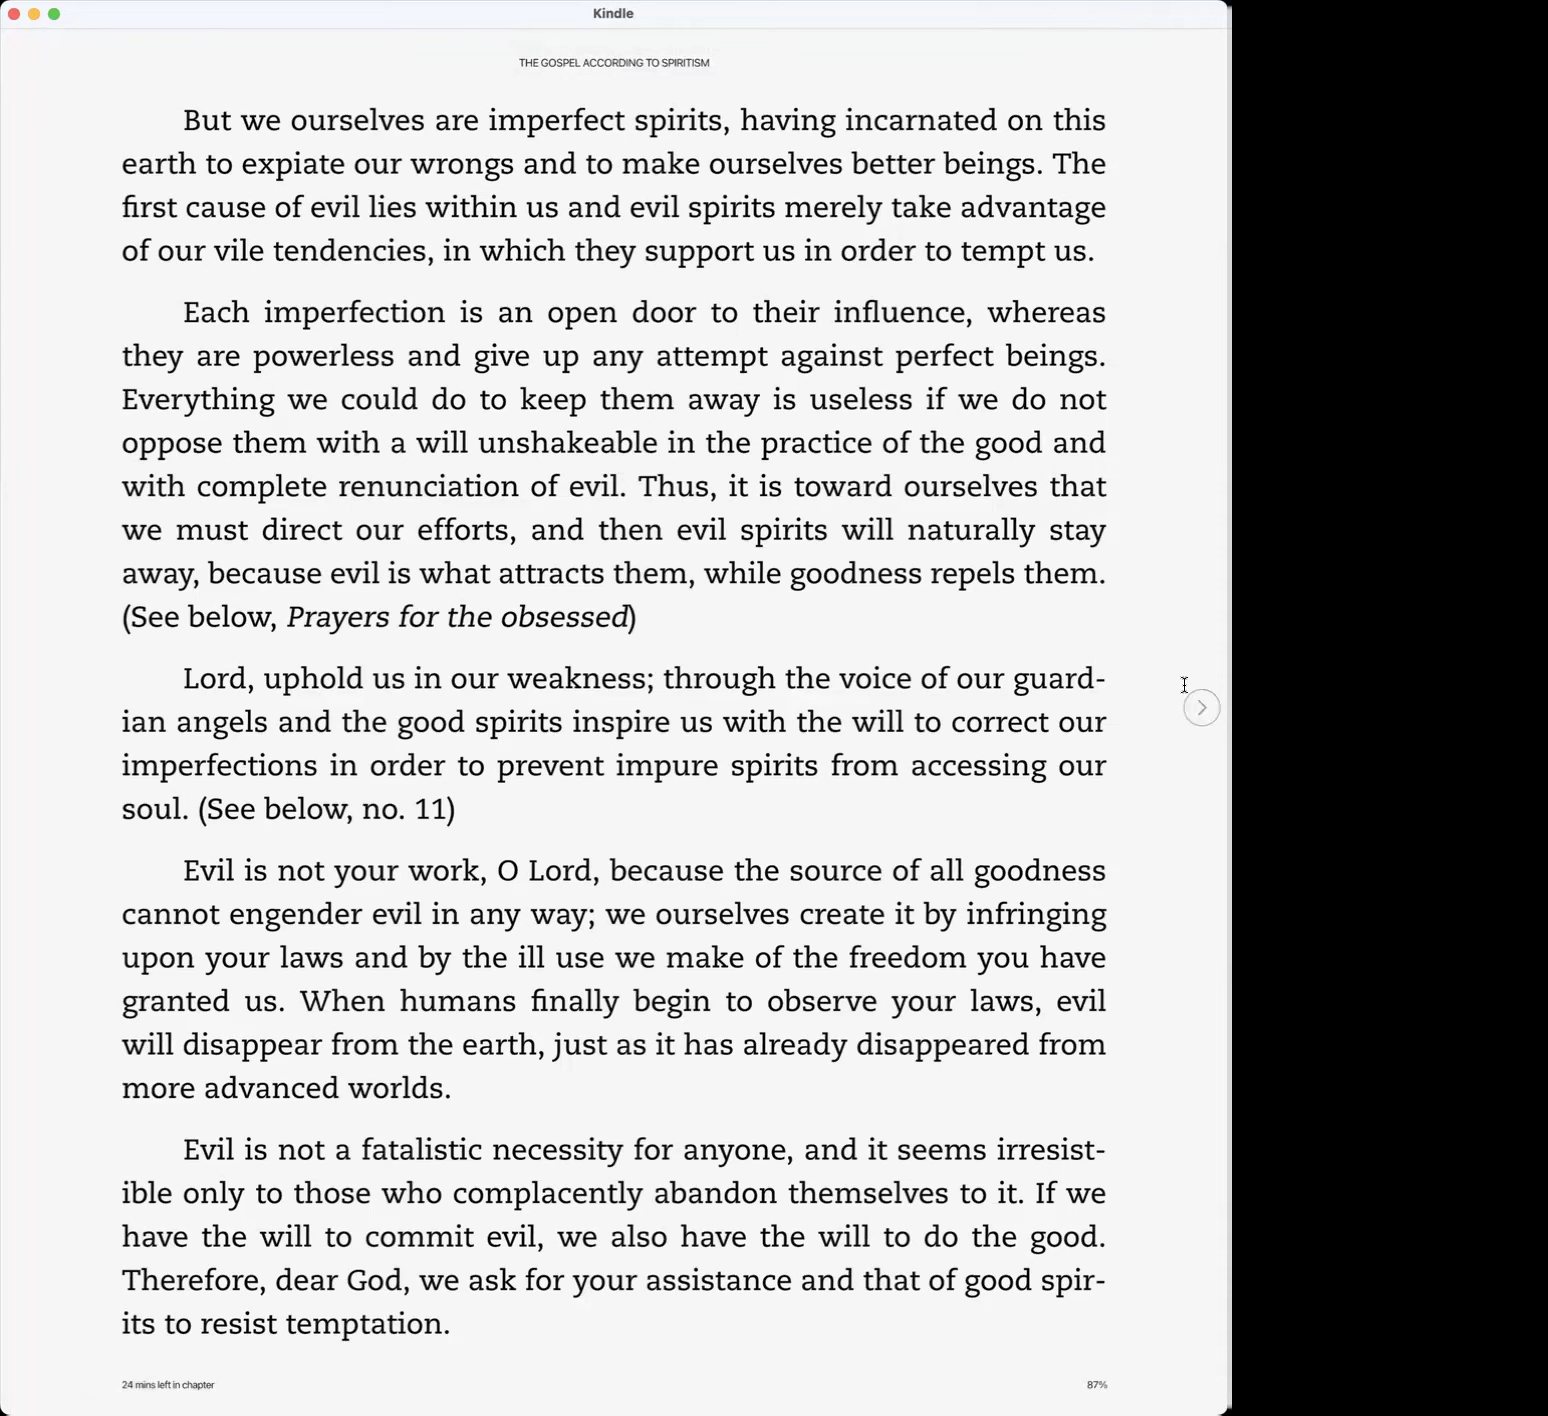 Kindle
THE GOSPEL ACCORDING TO SPIRITISM
But we ourselves are imperfect spirits, having incarnated on this
earth to expiate our wrongs and to make ourselves better beings. The
first cause of evil lies within us and evil spirits merely take advantage
of our vile tendencies, in which they support us in order to tempt us.
Each imperfection is an open door to their influence, whereas
they are powerless and give up any attempt against perfect beings.
Everything we could do to keep them away is useless if we do not
oppose them with a will unshakeable in the practice of the good and
with complete renunciation of evil. Thus, it is toward ourselves that
we must direct our efforts, and then evil spirits will naturally stay
away, because evil is what attracts them, while goodness repels them.
(See below, Prayers for the obsessed)
Lord, uphold us in our weakness; through the voice of our guard-
ian angels and the good spirits inspire us with the will to correct our
imperfections in order to prevent impure spirits from accessing our
soul. (See below, no. 11)
Evil is not your work, O Lord, because the source of all goodness
cannot engender evil in any way; we ourselves create it by infringing
upon your laws and by the ill use we make of the freedom you have
granted us. When humans finally begin to observe your laws, evil
will disappear from the earth, just as it has already disappeared from
more advanced worlds.
Evil is not a fatalistic necessity for anyone, and it seems irresist-
ible only to those who complacently abandon themselves to it. If we
have the will to commit evil, we also have the will to do the good.
Therefore, dear God, we ask for your assistance and that of good spir-
its to resist temptation.
24 mins left in chapter
87%